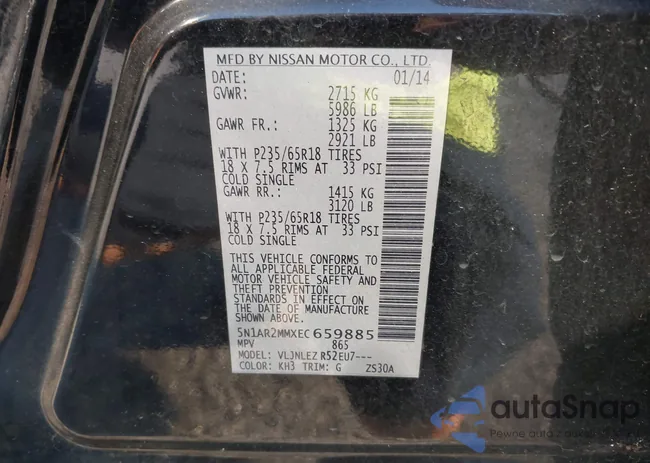 MFD BY NISSAN MOTOR CO., LTD.
DATE: 01/14
GVWR: 2715 KG
5986 LB
GAWR FR.: 1325 KG
2921 LB
WITH P235/65R18 TIRES
18 X 7.5 RIMS AT 33 PSI
COLD SINGLE
GAWR RR.: 1415 KG
3120 LB
WITH P235/65R18 TIRES
18 X 7.5 RIMS AT 33 PSI
COLD SINGLE
THIS VEHICLE CONFORMS TO
ALL APPLICABLE FEDERAL
MOTOR VEHICLE SAFETY AND
THEFT PREVENTION
STANDARDS IN EFFECT ON
THE DATE OF MANUFACTURE
SHOWN ABOVE.
5N1AR2MMXEC659885
MPV 865
MODEL: VLJNLEZ R52EU7---
COLOR: KH3 TRIM: G ZS30A
autaSnap
Pewne auta z aukcji